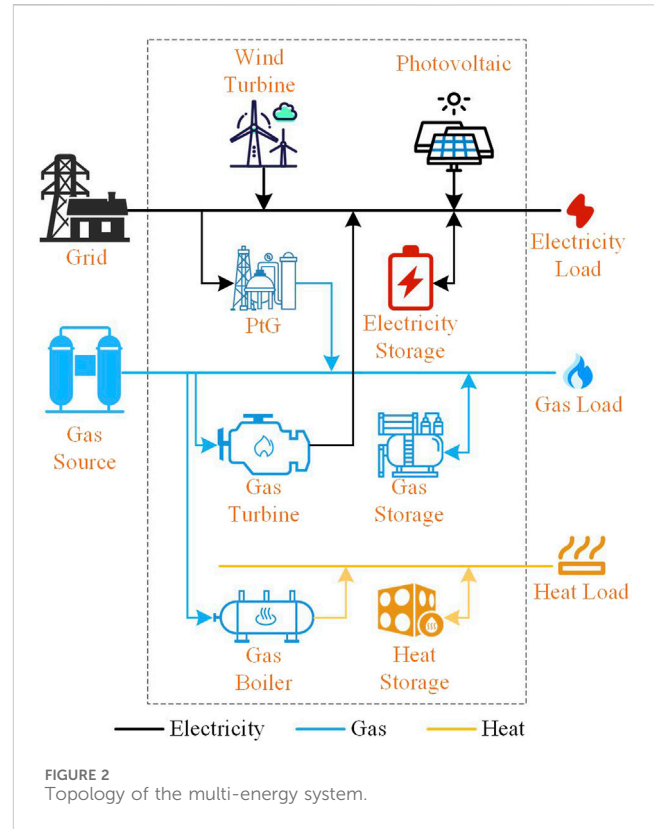 Wind
Turbine
Photovoltaic
Grid
Electricity
Load
PtG
Electricity
Storage
Gas
Source
Gas Load
Gas
Turbine
Gas
Storage
Heat Load
Gas
Boiler
Heat
Storage
Electricity
Gas
Heat
FIGURE 2
Topology of the multi-energy system.